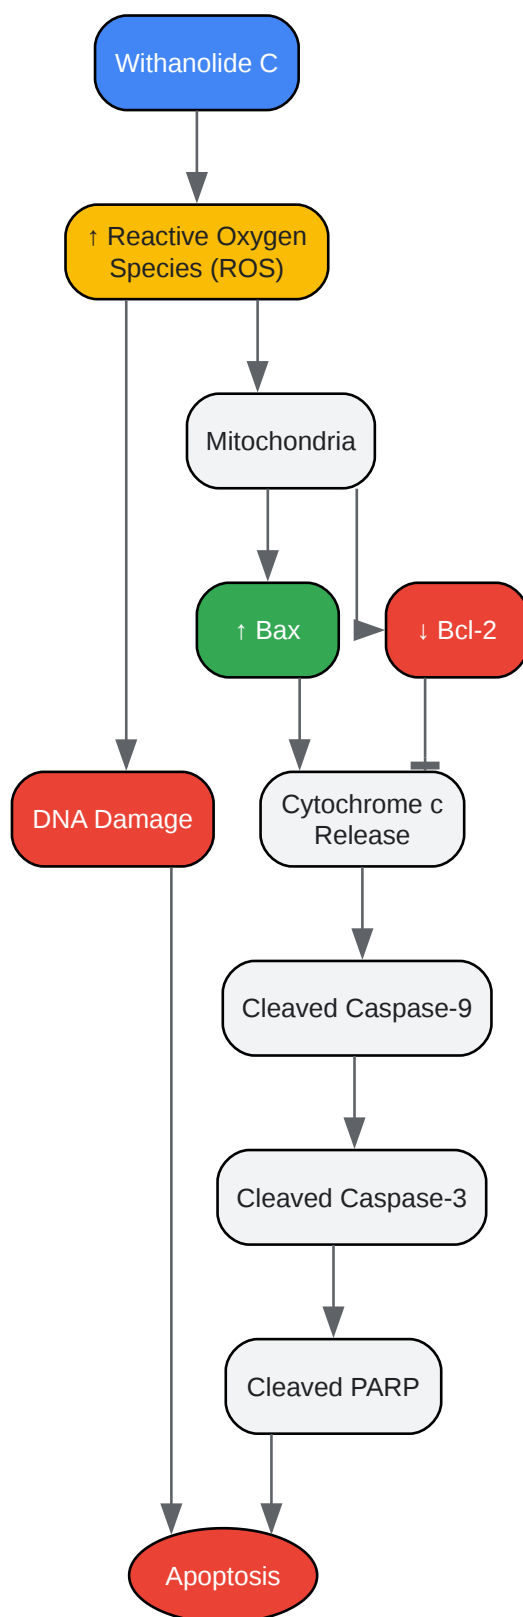 Withanolide C
↑ Reactive Oxygen
Species (ROS)
Mitochondria
↑ Bax
↓ Bcl-2
DNA Damage
Cytochrome c
Release
Cleaved Caspase-9
Cleaved Caspase-3
Cleaved PARP
Apoptosis